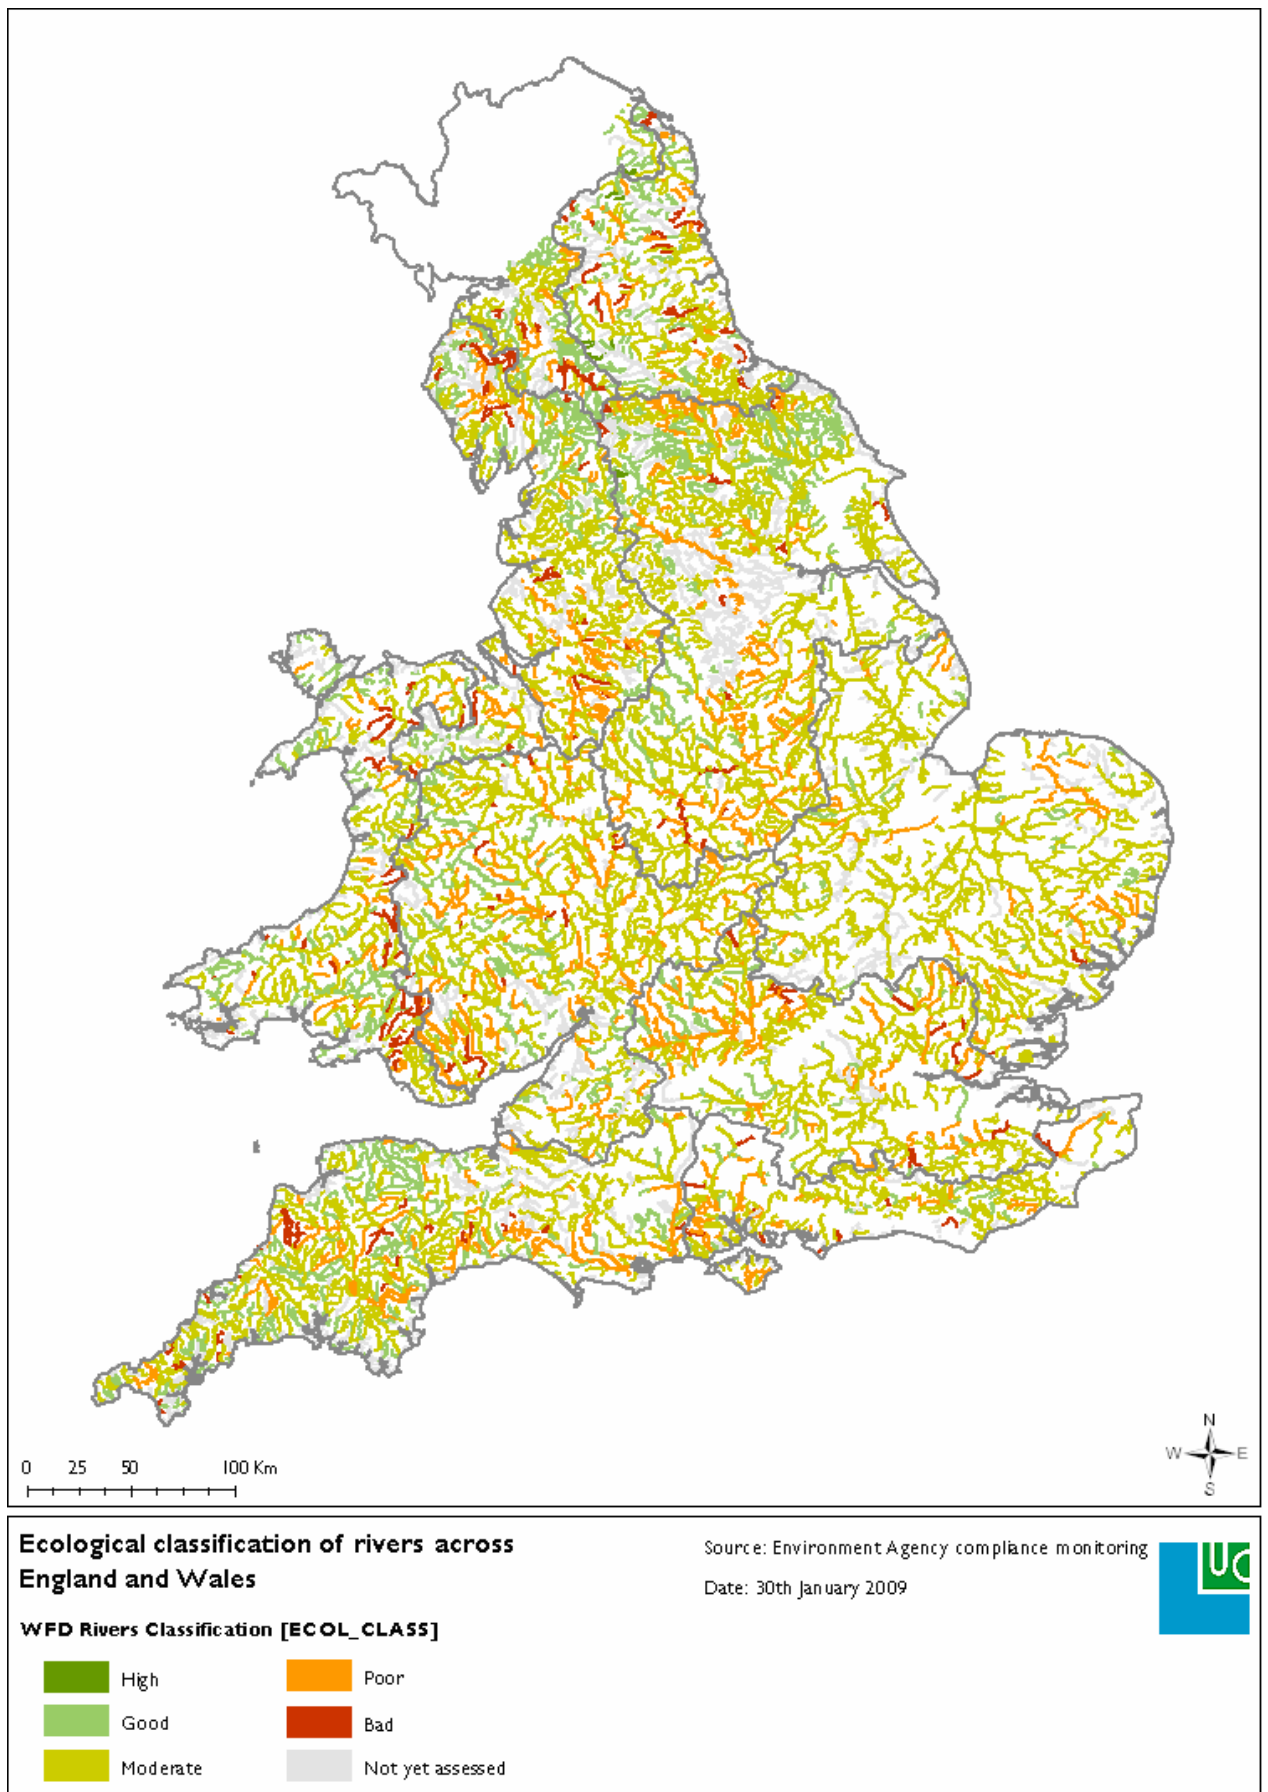 N
W E
S
0 25 50 100 Km
Ecological classification of rivers across
England and Wales
Source: Environment Agency compliance monitoring
Date: 30th January 2009
WFD Rivers Classification [ECOL_CLASS]
High
Good
Moderate
Poor
Bad
Not yet assessed